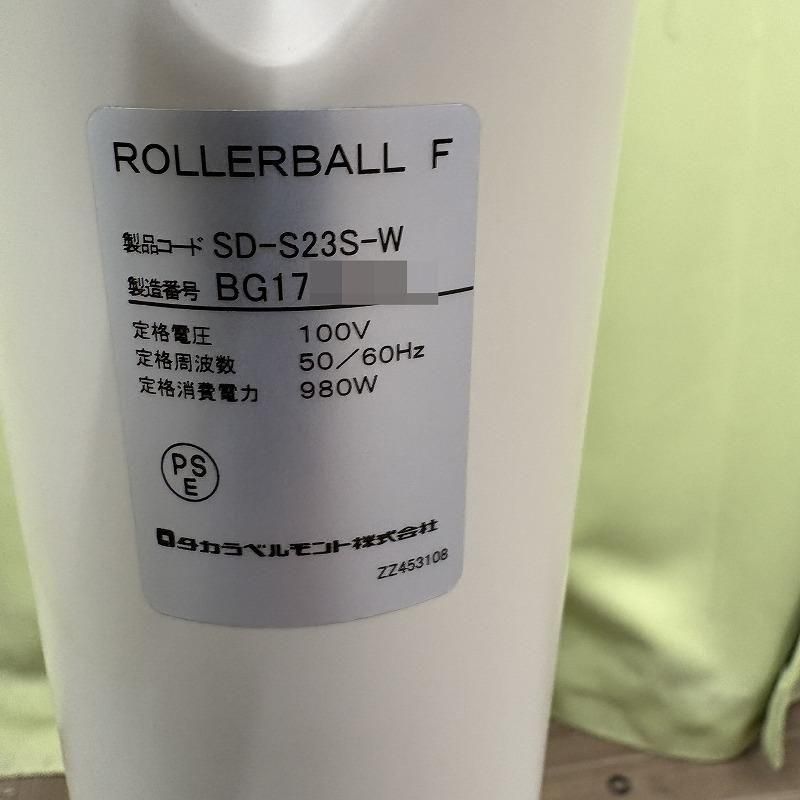 ROLLERBALL F
製品コード SD-S23S-W
製造番号 BG17
定格電圧 100V
定格周波数 50/60Hz
定格消費電力 980W
PS
E
タカラベルモント株式会社
ZZ453108